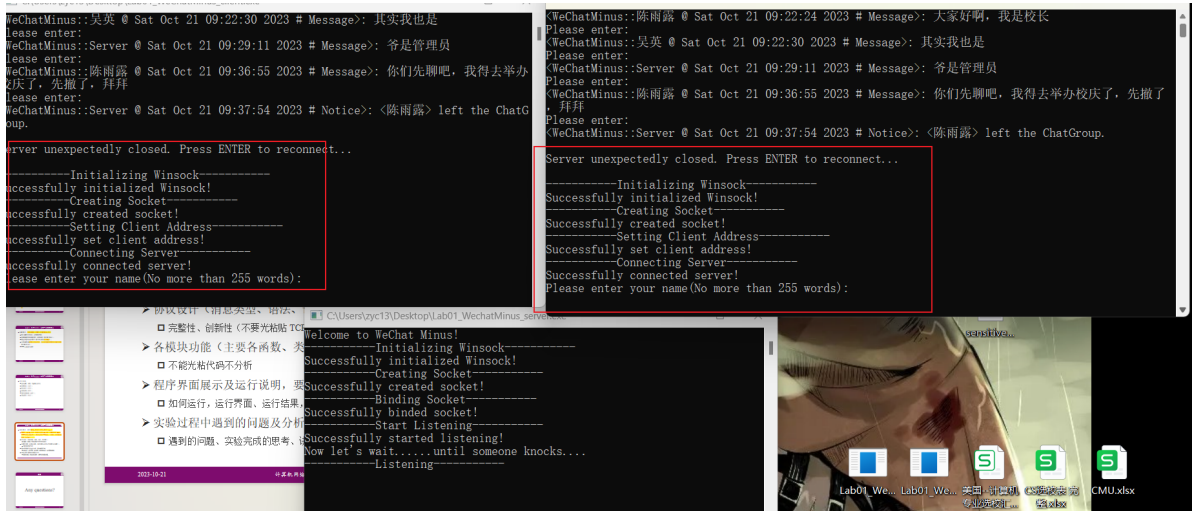 WeChatMinus::吴英 @ Sat Oct 21 09:22:30 2023 # Message>: 其实我也是
lease enter:
WeChatMinus::Server @ Sat Oct 21 09:29:11 2023 # Message>: 爷是管理员
lease enter:
WeChatMinus::陈雨露 @ Sat Oct 21 09:36:55 2023 # Message>: 你们先聊吧，我得去举办
校庆了，先撤了，拜拜
lease enter:
WeChatMinus::Server @ Sat Oct 21 09:37:54 2023 # Notice>: <陈雨露> left the ChatG
oup.
erver unexpectedly closed. Press ENTER to reconnect...
----------Initializing Winsock-----------
uccessfully initialized Winsock!
----------Creating Socket-----------
uccessfully created socket!
----------Setting Client Address-----------
uccessfully set client address!
----------Connecting Server-----------
uccessfully connected server!
lease enter your name(No more than 255 words):
<WeChatMinus::陈雨露 @ Sat Oct 21 09:22:24 2023 # Message>: 大家好啊，我是校长
Please enter:
<WeChatMinus::吴英 @ Sat Oct 21 09:22:30 2023 # Message>: 其实我也是
Please enter:
<WeChatMinus::Server @ Sat Oct 21 09:29:11 2023 # Message>: 爷是管理员
Please enter:
<WeChatMinus::陈雨露 @ Sat Oct 21 09:36:55 2023 # Message>: 你们先聊吧，我得去举办校庆了，先撤了
，拜拜
Please enter:
<WeChatMinus::Server @ Sat Oct 21 09:37:54 2023 # Notice>: <陈雨露> left the ChatGroup.
Server unexpectedly closed. Press ENTER to reconnect...
-----------Initializing Winsock-----------
Successfully initialized Winsock!
-----------Creating Socket-----------
Successfully created socket!
-----------Setting Client Address-----------
Successfully set client address!
-----------Connecting Server-----------
Successfully connected server!
Please enter your name(No more than 255 words):
协议设计（消息类型、语法、
完整性、创新性（不要光粘贴 TCP
各模块功能（主要各函数、类
不能光粘代码不分析
程序界面展示及运行说明，要
如何运行，运行界面、运行结果，
实验过程中遇到的问题及分析
遇到的问题、实验完成的思考、
2023-10-21
计算机网络
Any questions?
C:\Users\zyc13\Desktop\Lab01_WechatMinus_server.exe
Welcome to WeChat Minus!
-----------Initializing Winsock-----------
Successfully initialized Winsock!
-----------Creating Socket-----------
Successfully created socket!
-----------Binding Socket-----------
Successfully binded socket!
-----------Start Listening-----------
Successfully started listening!
Now let's wait......until someone knocks....
-----------Listening-----------
sensitive...
Lab01_We...
Lab01_We...
美国-计算机
CMU.xlsx